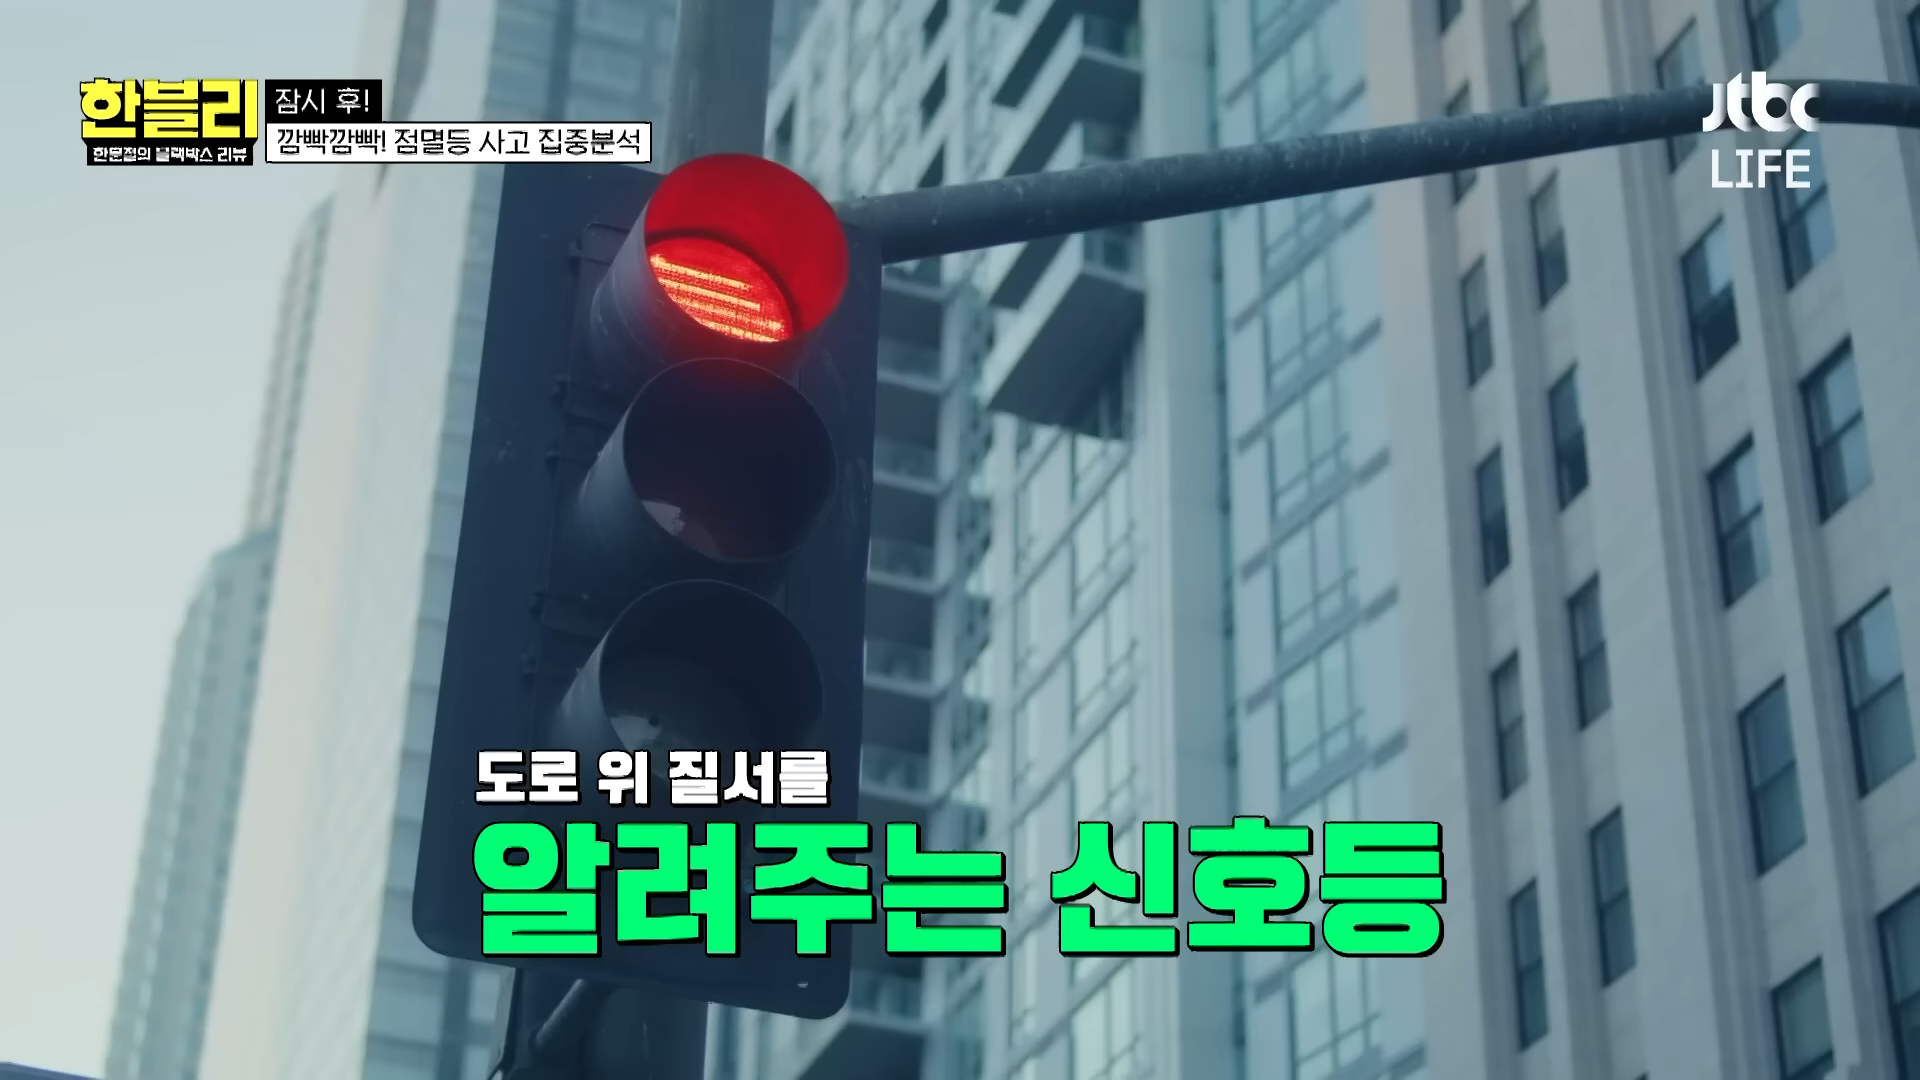 한블리
한문철의 블랙박스 리뷰
잠시 후!
깜빡깜빡! 점멸등 사고 집중분석
jtbc
LIFE
도로 위 질서를
알려주는 신호등